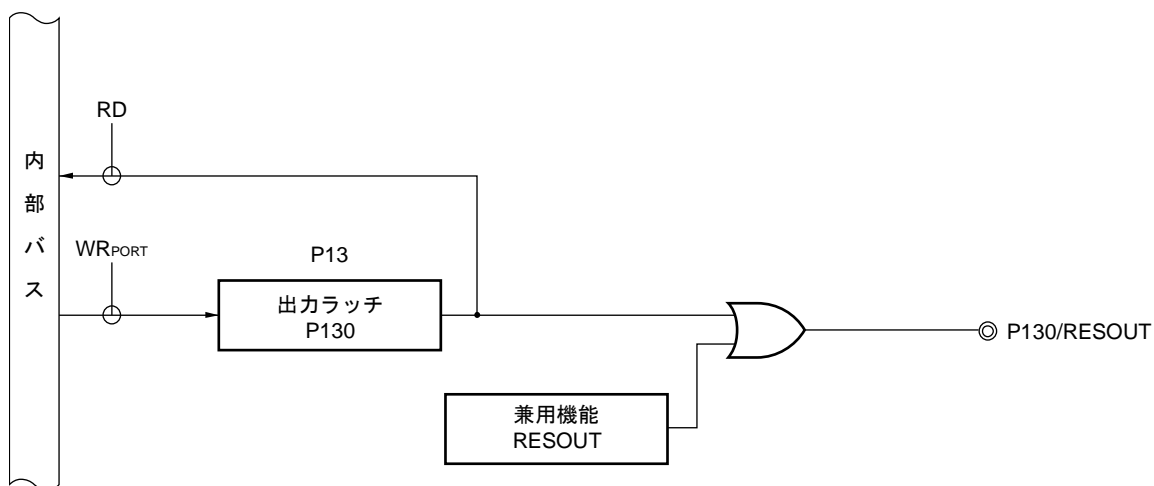 RD
内部バス
WRPORT
P13
出力ラッチ
P130
P130/RESOUT
兼用機能
RESOUT